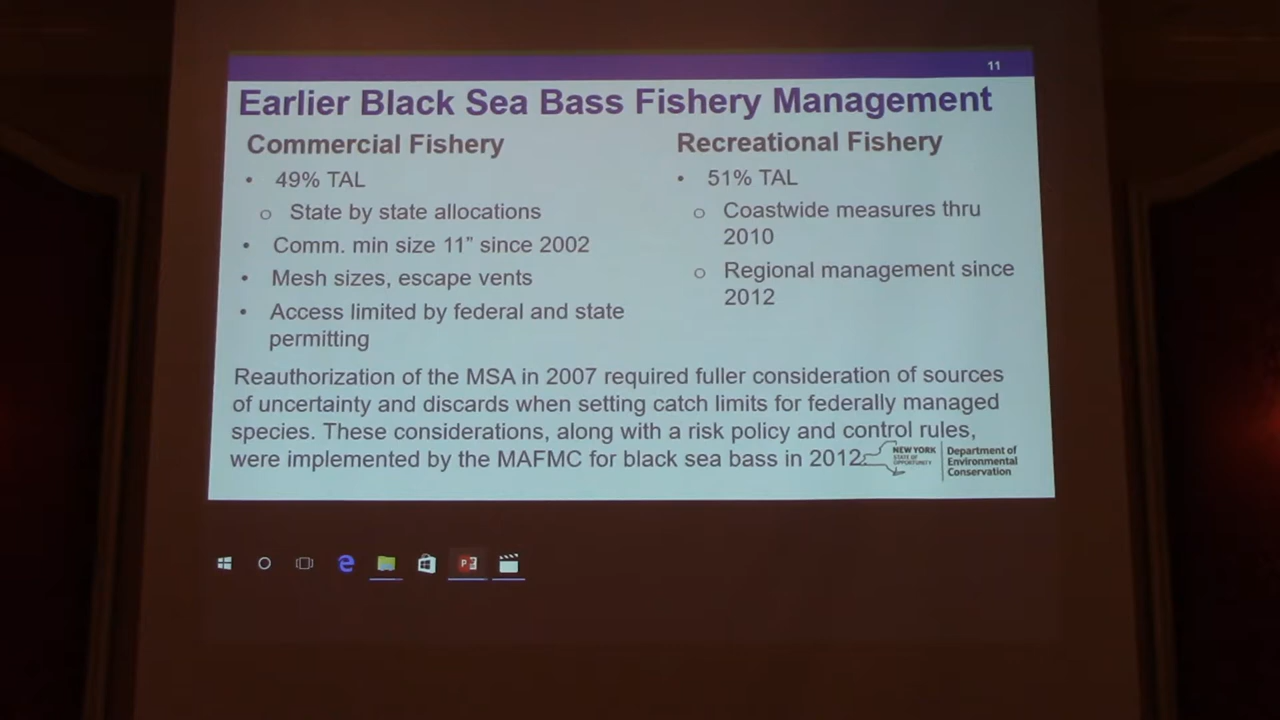 11
Earlier Black Sea Bass Fishery Management
Commercial Fishery
• 49% TAL
o State by state allocations
• Comm. min size 11” since 2002
• Mesh sizes, escape vents
• Access limited by federal and state
permitting
Recreational Fishery
• 51% TAL
o Coastwide measures thru
2010
o Regional management since
2012
Reauthorization of the MSA in 2007 required fuller consideration of sources
of uncertainty and discards when setting catch limits for federally managed
species. These considerations, along with a risk policy and control rules,
were implemented by the MAFMC for black sea bass in 2012
NEW YORK
STATE OF
OPPORTUNITY
Department of
Environmental
Conservation